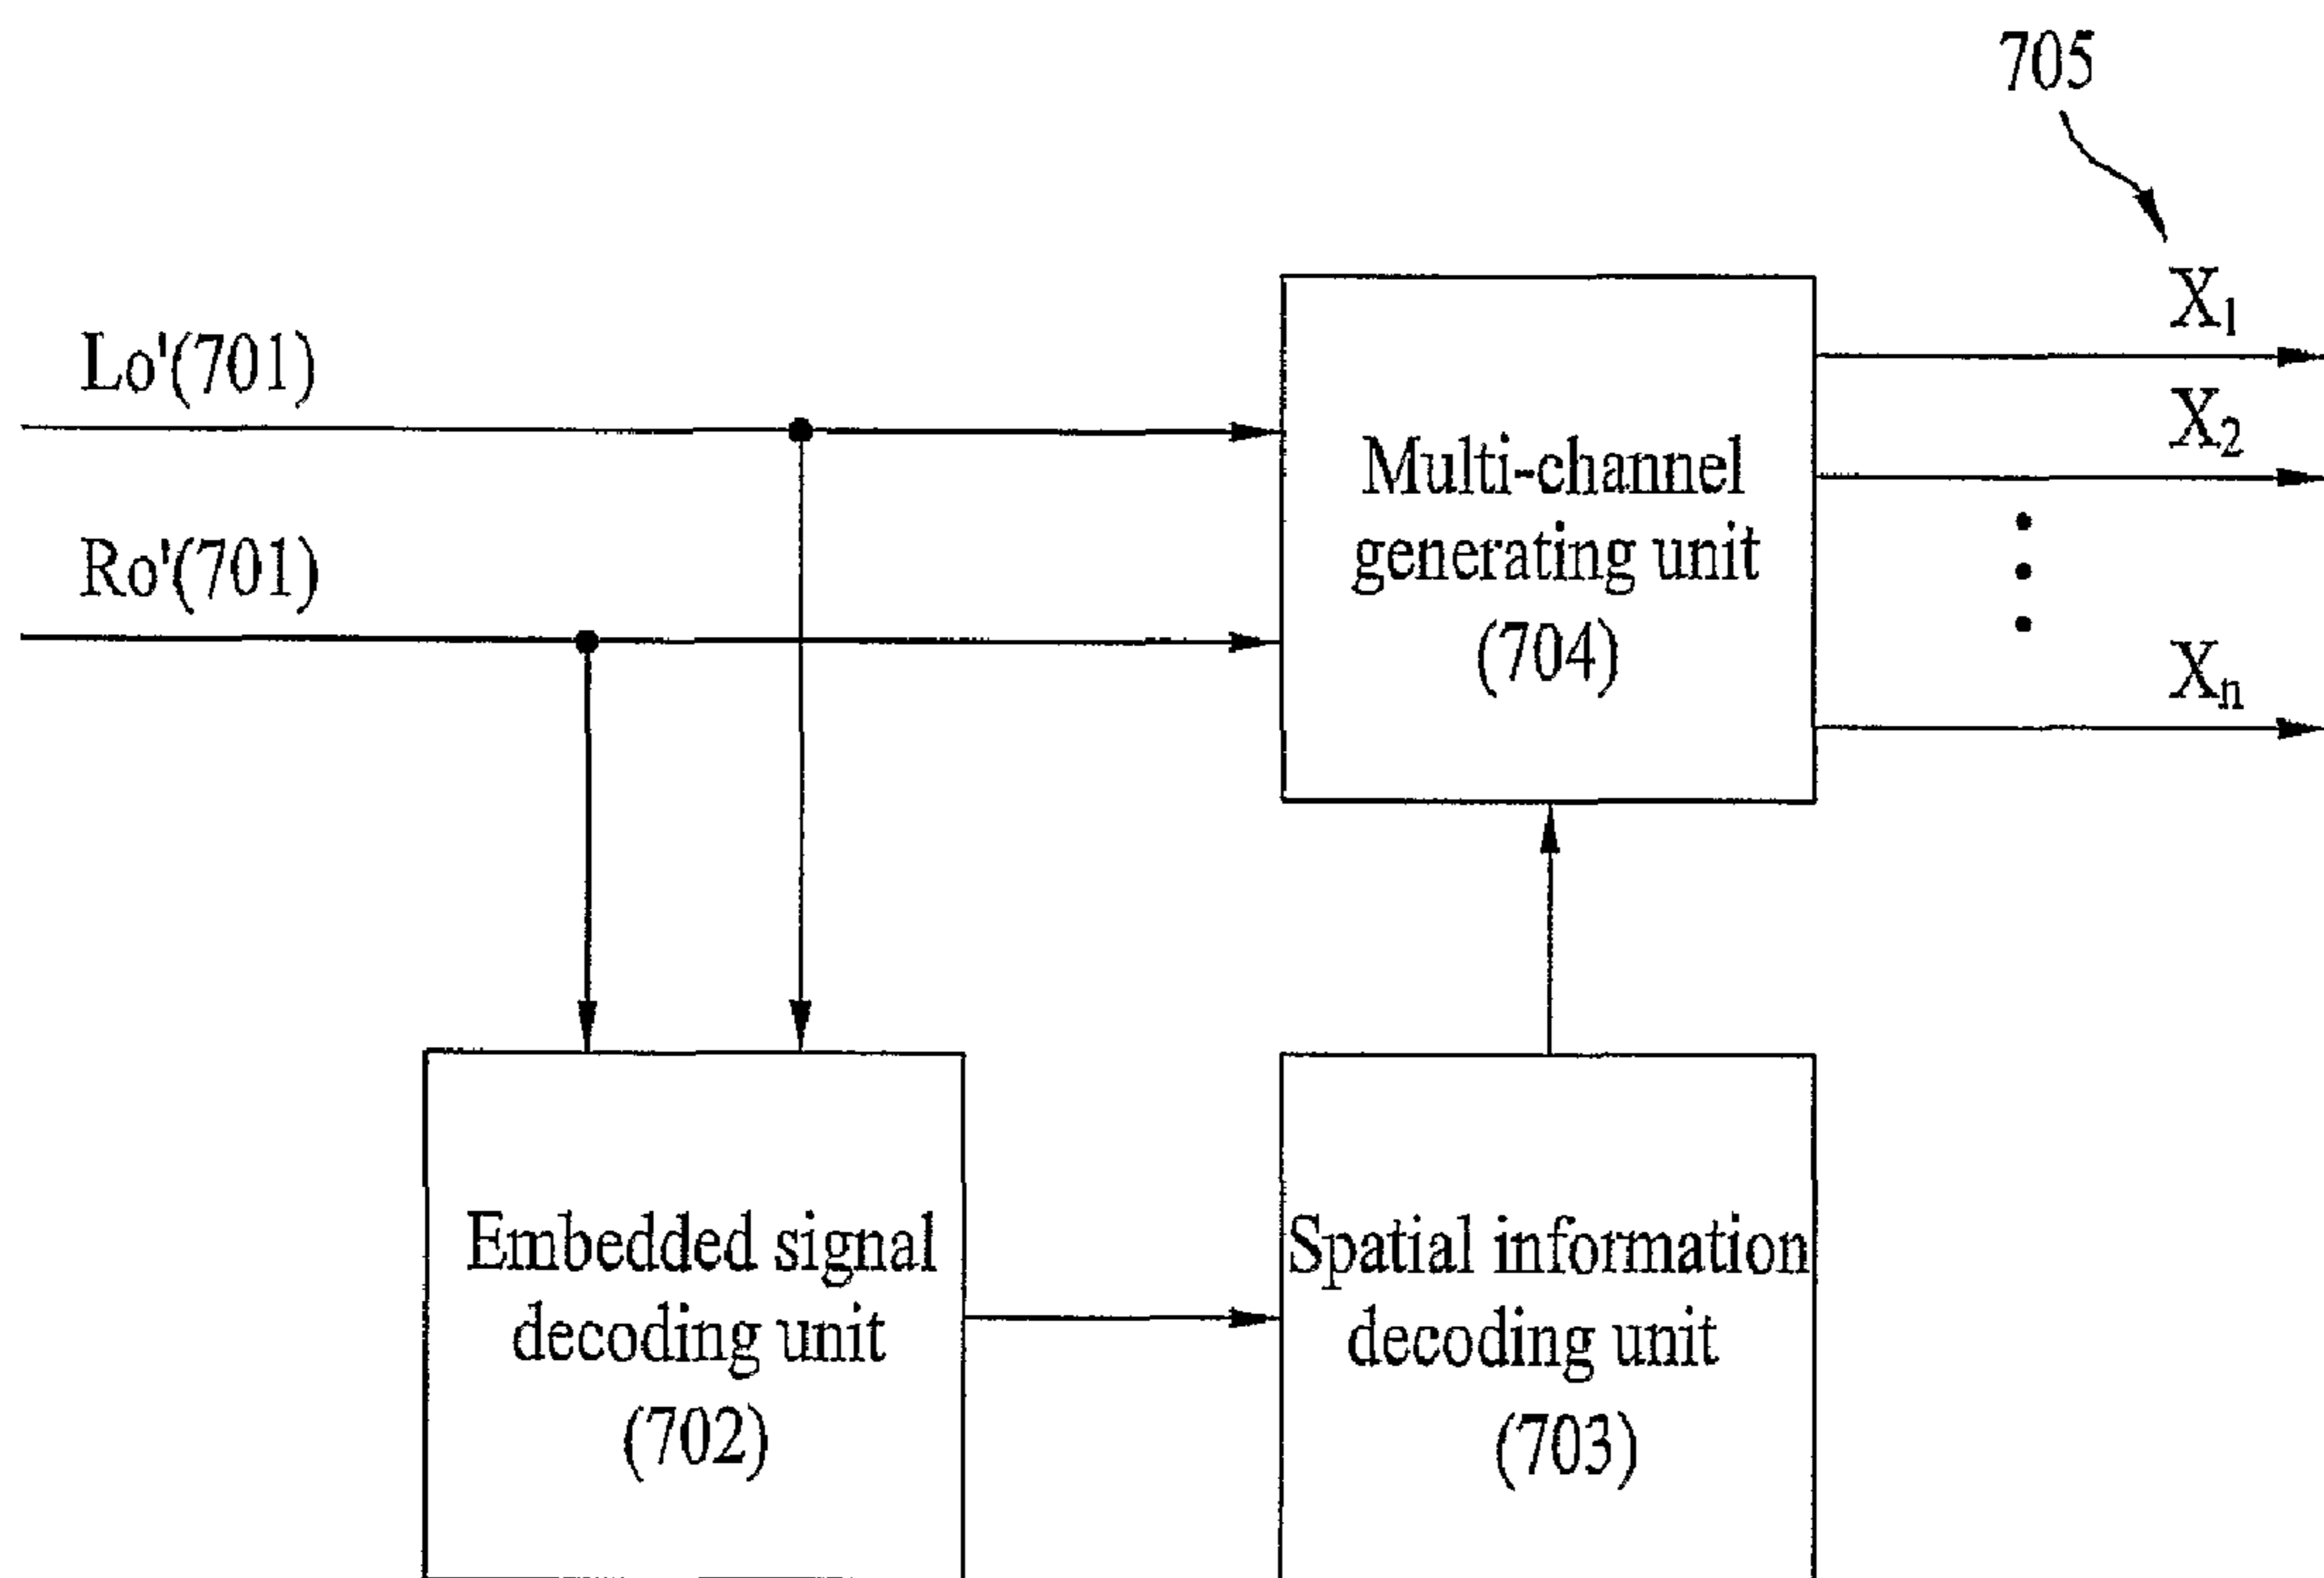 705
X1
Lo'(701)
X2
Multi-channel
generating unit
(704)
Ro'(701)
Xn
Embedded signal
decoding unit
(702)
Spatial information
decoding unit
(703)